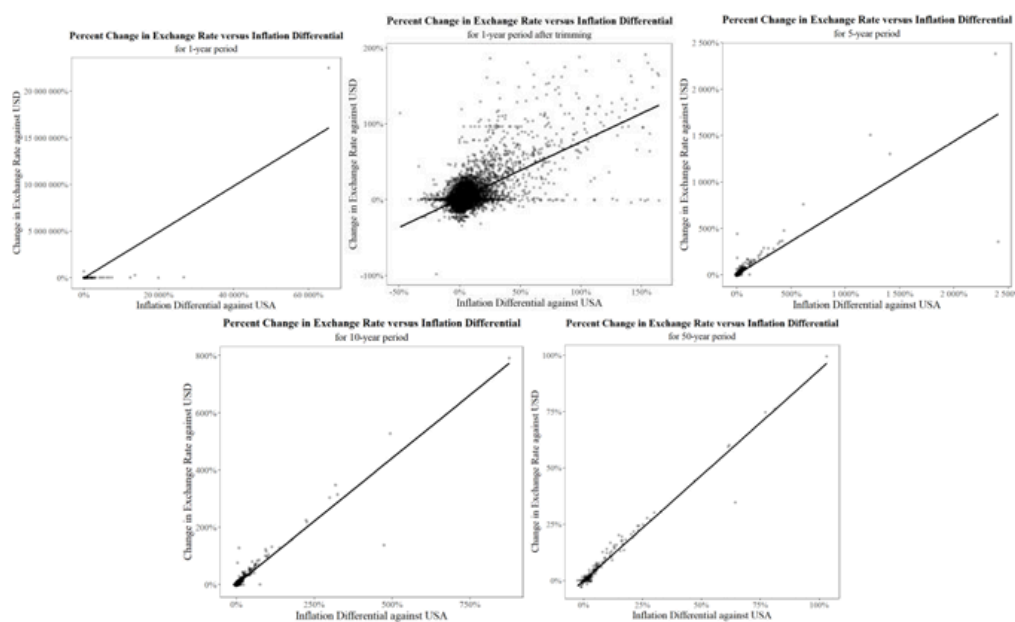 Percent Change in Exchange Rate versus Inflation Differential
for 1-year period
Change in Exchange Rate against USD
20 000 000%
15 000 000%
10 000 000%
5 000 000%
0%
0%
20 000%
40 000%
60 000%
Inflation Differential against USA
Percent Change in Exchange Rate versus Inflation Differential
for 1-year period after trimming
Change in Exchange Rate against USD
200%
100%
0%
-100%
-50%
0%
50%
100%
150%
Inflation Differential against USA
Percent Change in Exchange Rate versus Inflation Differential
for 5-year period
Change in Exchange Rate against USD
2 500%
2 000%
1 500%
1 000%
500%
0%
0%
500%
1 000%
1 500%
2 000%
2 500%
Inflation Differential against USA
Percent Change in Exchange Rate versus Inflation Differential
for 10-year period
Change in Exchange Rate against USD
800%
600%
400%
200%
0%
0%
250%
500%
750%
Inflation Differential against USA
Percent Change in Exchange Rate versus Inflation Differential
for 50-year period
Change in Exchange Rate against USD
100%
75%
50%
25%
0%
0%
25%
50%
75%
100%
Inflation Differential against USA